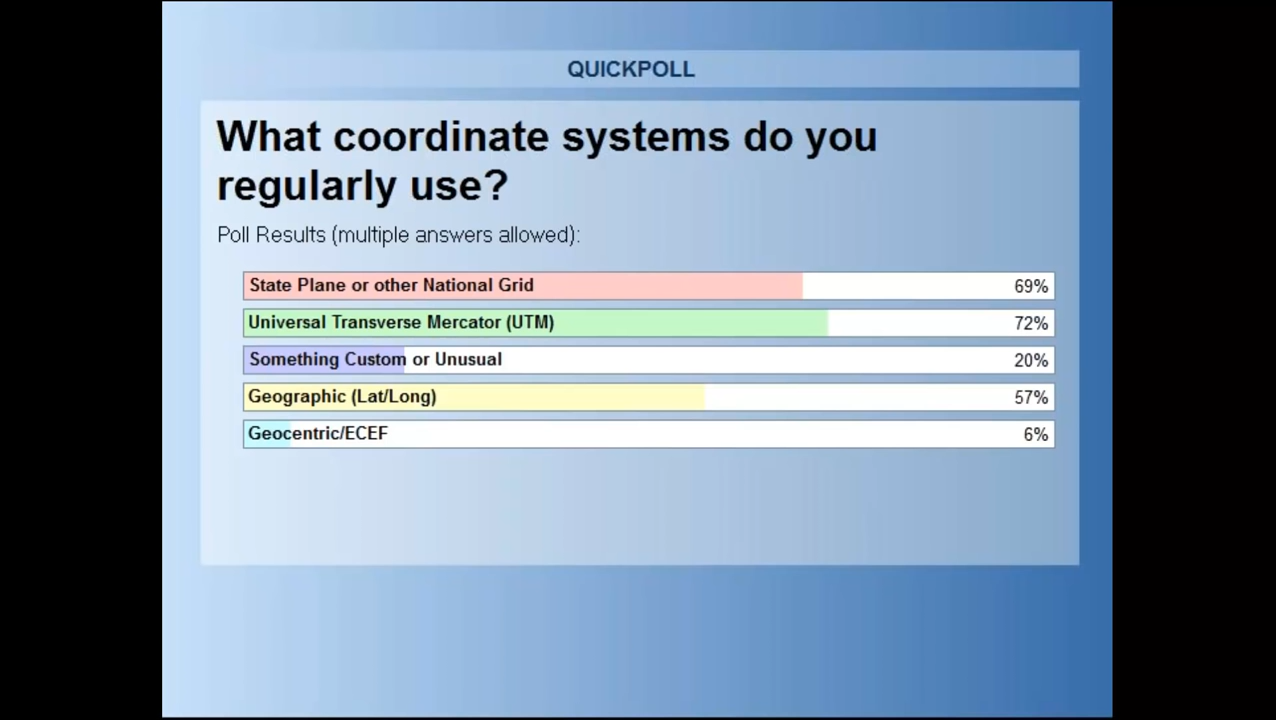 QUICKPOLL
What coordinate systems do you
regularly use?
Poll Results (multiple answers allowed):
State Plane or other National Grid 69%
Universal Transverse Mercator (UTM) 72%
Something Custom or Unusual 20%
Geographic (Lat/Long) 57%
Geocentric/ECEF 6%